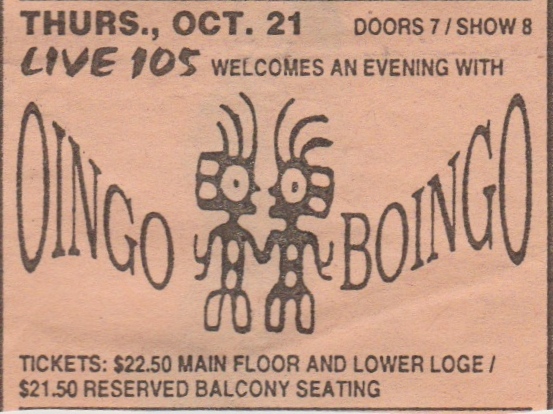 THURS., OCT. 21 DOORS 7 / SHOW 8
LIVE 105 WELCOMES AN EVENING WITH
OINGO BOINGO
TICKETS: $22.50 MAIN FLOOR AND LOWER LOGE /
$21.50 RESERVED BALCONY SEATING